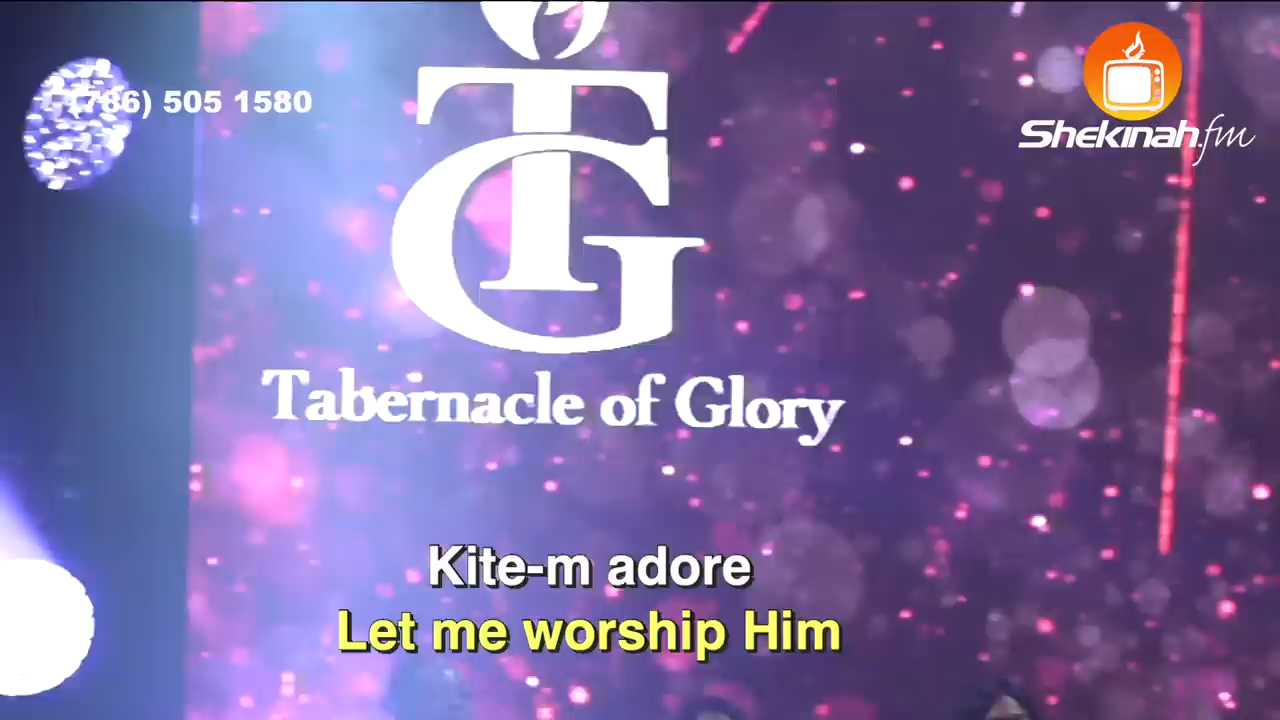 (786) 505 1580
Shekinah.fm
TG
Tabernacle of Glory
Kite-m adore
Let me worship Him